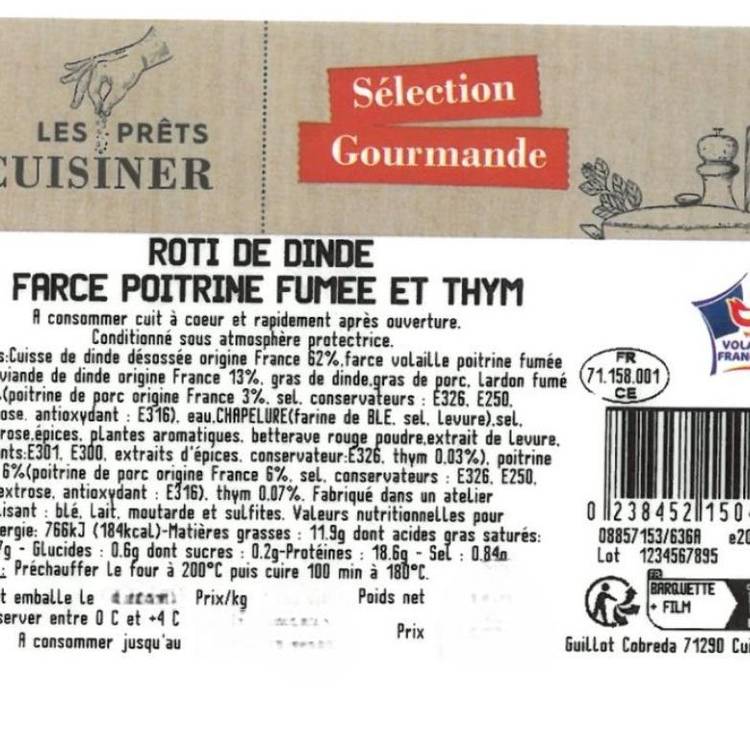 LES PRÊTS
CUISINER
Sélection
Gourmande
ROTI DE DINDE
FARCE POITRINE FUMEE ET THYM
A consommer cuit à coeur et rapidement après ouverture.
Conditionné sous atmosphère protectrice.
s:Cuisse de dinde désossée origine France 62%,farce volaille poitrine fumée
viande de dinde origine France 13%, gras de dinde,gras de porc, Lardon fumé
%(poitrine de porc origine France 3%, sel, conservateurs : E326, E250,
ose, antioxydant : E316), eau,CHAPELURE(farine de BLE, sel, Levure),sel,
rose,épices, plantes aromatiques, betterave rouge poudre,extrait de Levure,
nts:E301, E300, extraits d'épices, conservateur:E326, thym 0.03%), poitrine
6%(poitrine de porc origine France 6%, sel, conservateurs : E326, E250,
extrose, antioxydant : E316), thym 0.07%. Fabriqué dans un atelier
lisant : blé, Lait, moutarde et sulfites. Valeurs nutritionnelles pour
ergie: 766kJ (184kcal)-Matières grasses : 11.9g dont acides gras saturés:
7g - Glucides : 0.6g dont sucres : 0.2g-Protéines : 18.6g - Sel : 0.84g
: Préchauffer Le four à 200°C puis cuire 100 min à 180°C.
t emballe le Prix/kg Poids net
server entre 0 C et +4 C
A consommer jusqu'au Prix
VOLA
FRAN
FR
71.158.001
CE
0 238452 150
08857153/636A e20
Lot 1234567895
FR
BARQUETTE
+ FILM
Guillot Cobreda 71290 Cui